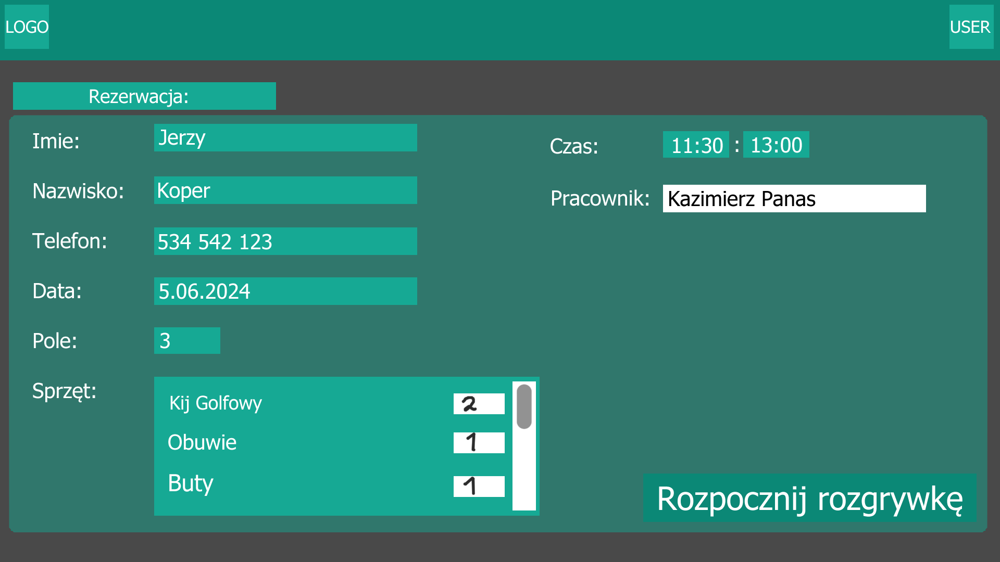 LOGO
USER
Rezerwacja:
Imie: Jerzy
Nazwisko: Koper
Telefon: 534 542 123
Data: 5.06.2024
Pole: 3
Sprzęt:
Kij Golfowy 2
Obuwie 1
Buty 1
Czas: 11:30 : 13:00
Pracownik: Kazimierz Panas
Rozpocznij rozgrywkę